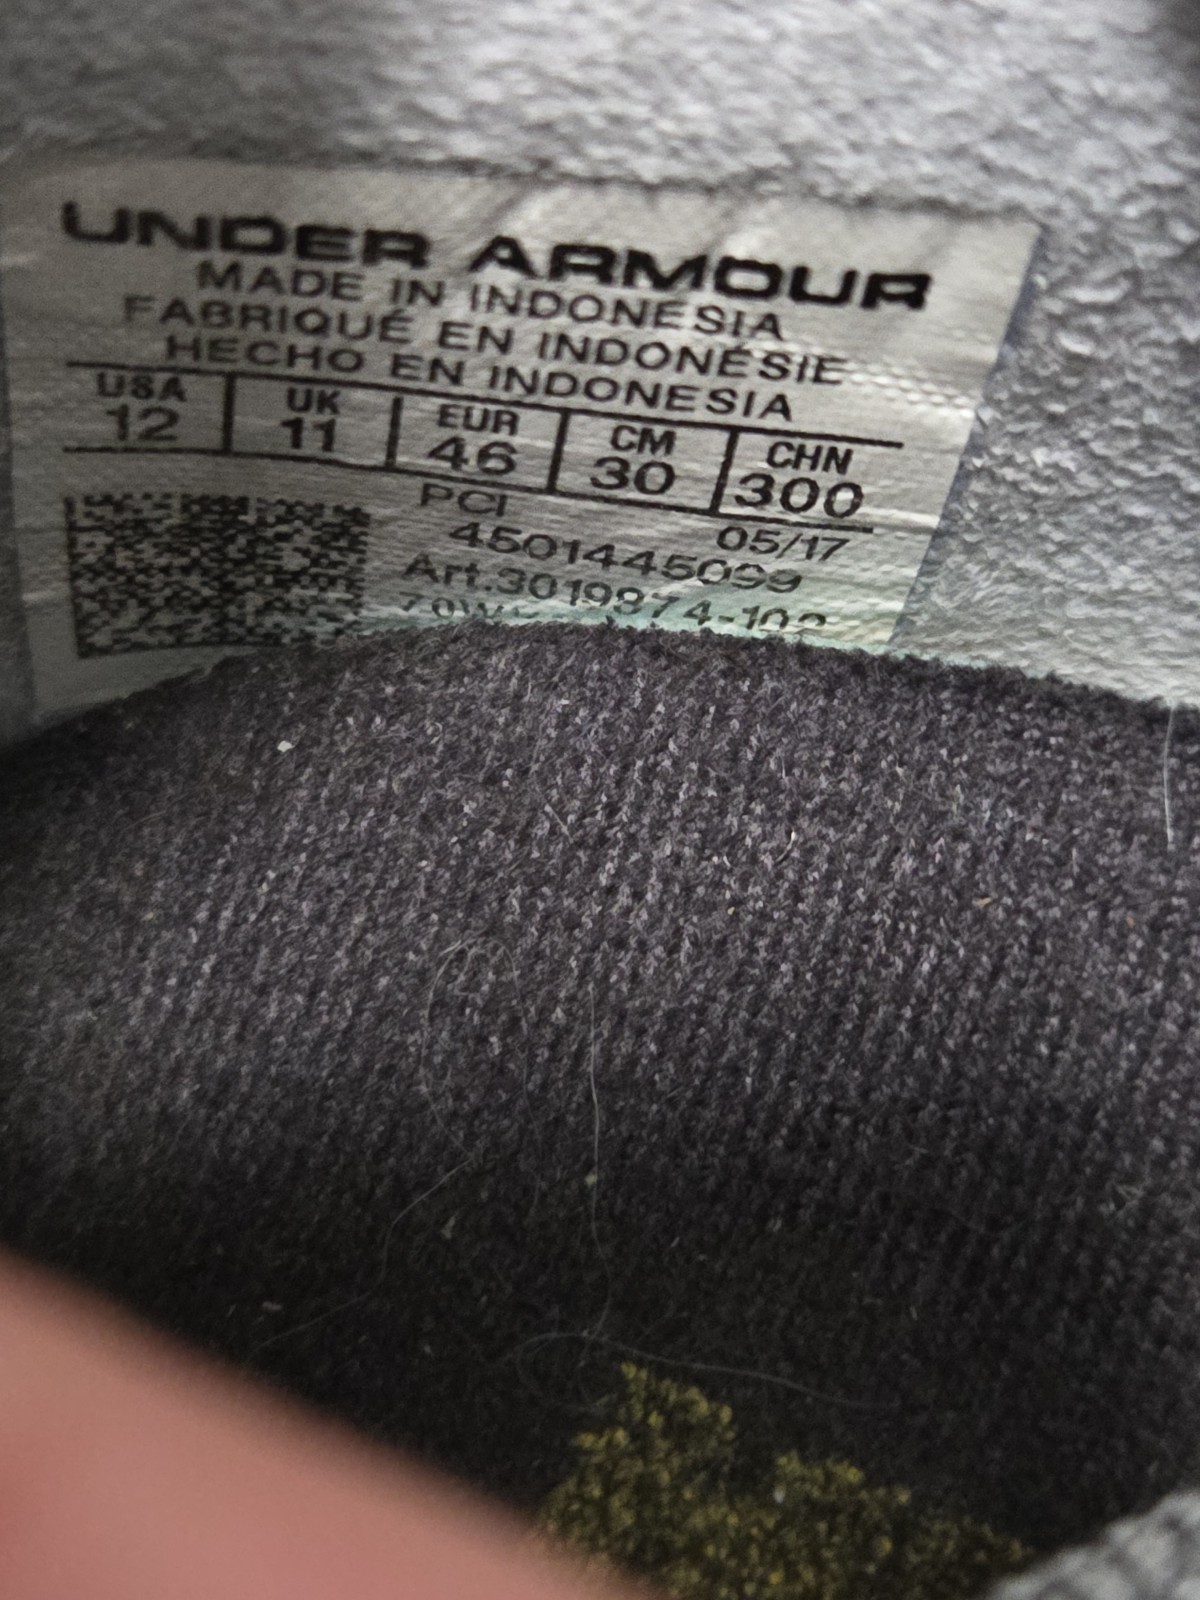 UNDER ARMOUR
MADE IN INDONESIA
FABRIQUÉ EN INDONÉSIE
HECHO EN INDONESIA
USA UK EUR CM CHN
12 11 46 30 300
PCI 05/17
4501445099
Art.3019874-102